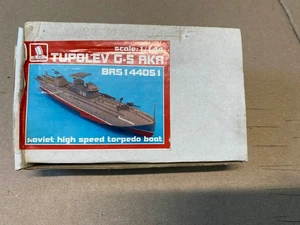 scale: 1/144
TUPOLEV G-5 AKA
BRS144051
soviet high speed torpedo boat